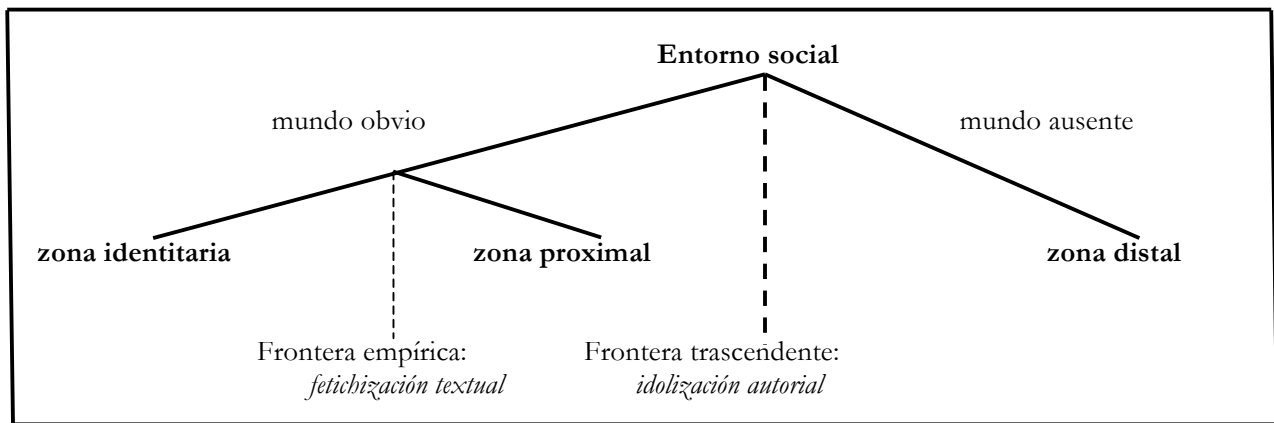 Entorno social
mundo obvio
mundo ausente
zona identitaria
zona proximal
zona distal
Frontera empírica:
fetichización textual
Frontera trascendente:
idolización autorial